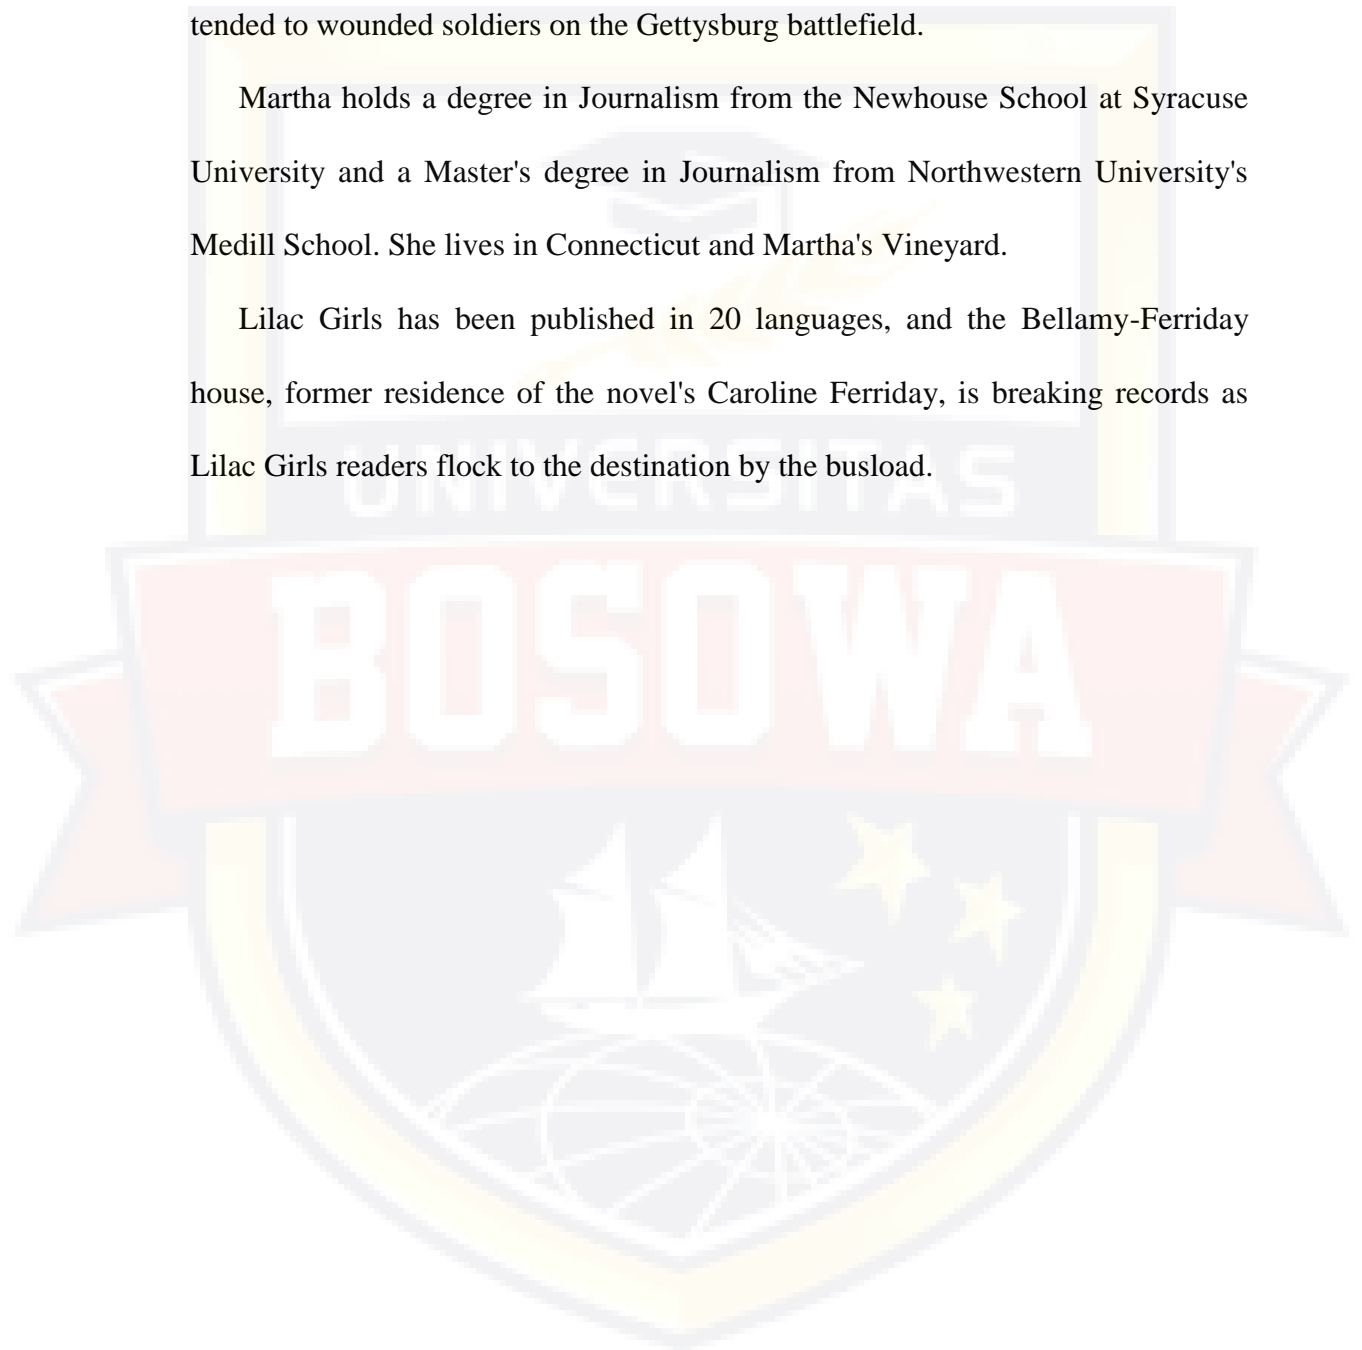 tended to wounded soldiers on the Gettysburg battlefield.
Martha holds a degree in Journalism from the Newhouse School at Syracuse
University and a Master's degree in Journalism from Northwestern University's
Medill School. She lives in Connecticut and Martha's Vineyard.
Lilac Girls has been published in 20 languages, and the Bellamy-Ferriday
house, former residence of the novel's Caroline Ferriday, is breaking records as
Lilac Girls readers flock to the destination by the busload.
UNIVERSITAS
BOSOWA